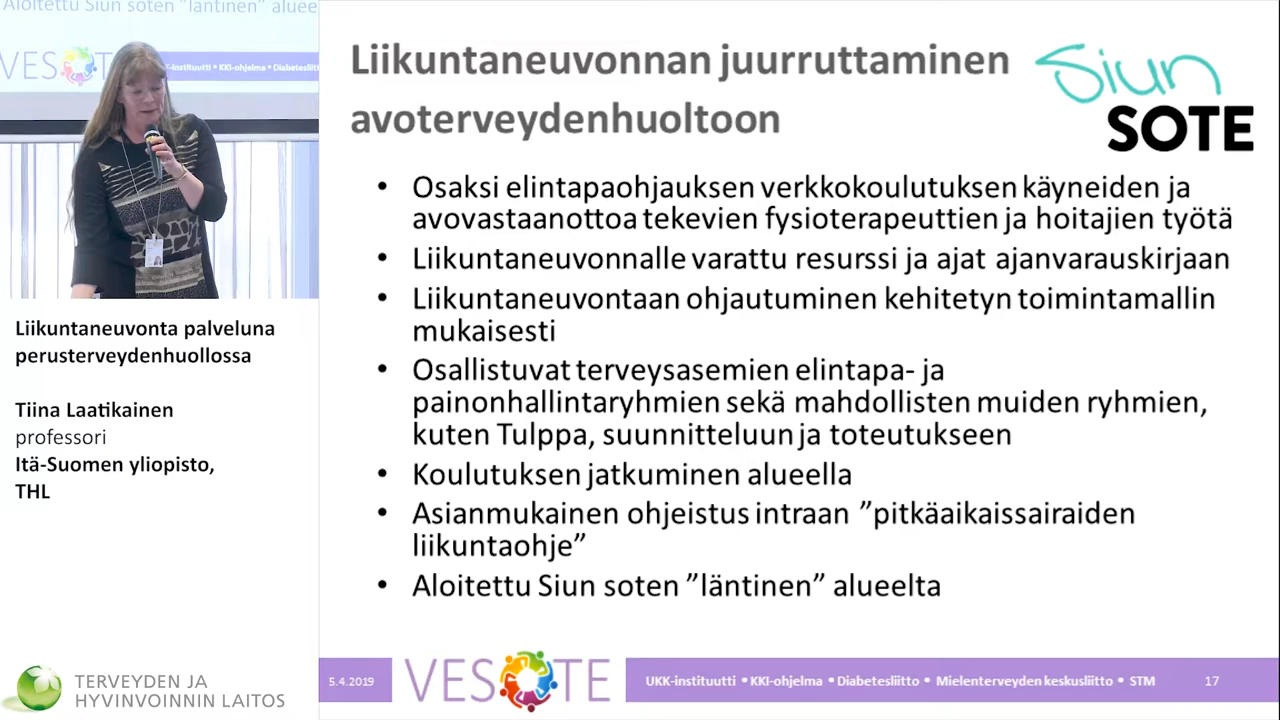 Aloitettu Siun soten ”läntinen” aluee
VESOTE
-instituutti • KKI-ohjelma • Diabetesliitt
Liikuntaneuvonta palveluna
perusterveydenhuollossa
Tiina Laatikainen
professori
Itä-Suomen yliopisto,
THL
TERVEYDEN JA
HYVINVOINNIN LAITOS
Liikuntaneuvonnan juurruttaminen
avoterveydenhuoltoon
Siun
SOTE
• Osaksi elintapaohjauksen verkkokoulutuksen käyneiden ja
avovastaanottoa tekevien fysioterapeuttien ja hoitajien työtä
• Liikuntaneuvonnalle varattu resurssi ja ajat ajanvarauskirjaan
• Liikuntaneuvontaan ohjautuminen kehitetyn toimintamallin
mukaisesti
• Osallistuvat terveysasemien elintapa- ja
painonhallintaryhmien sekä mahdollisten muiden ryhmien,
kuten Tulppa, suunnitteluun ja toteutukseen
• Koulutuksen jatkuminen alueella
• Asianmukainen ohjeistus intraan ”pitkäaikaissairaiden
liikuntaohje”
• Aloitettu Siun soten ”läntinen” alueelta
5.4.2019
VESOTE
UKK-instituutti • KKI-ohjelma • Diabetesliitto • Mielenterveyden keskusliitto • STM
17